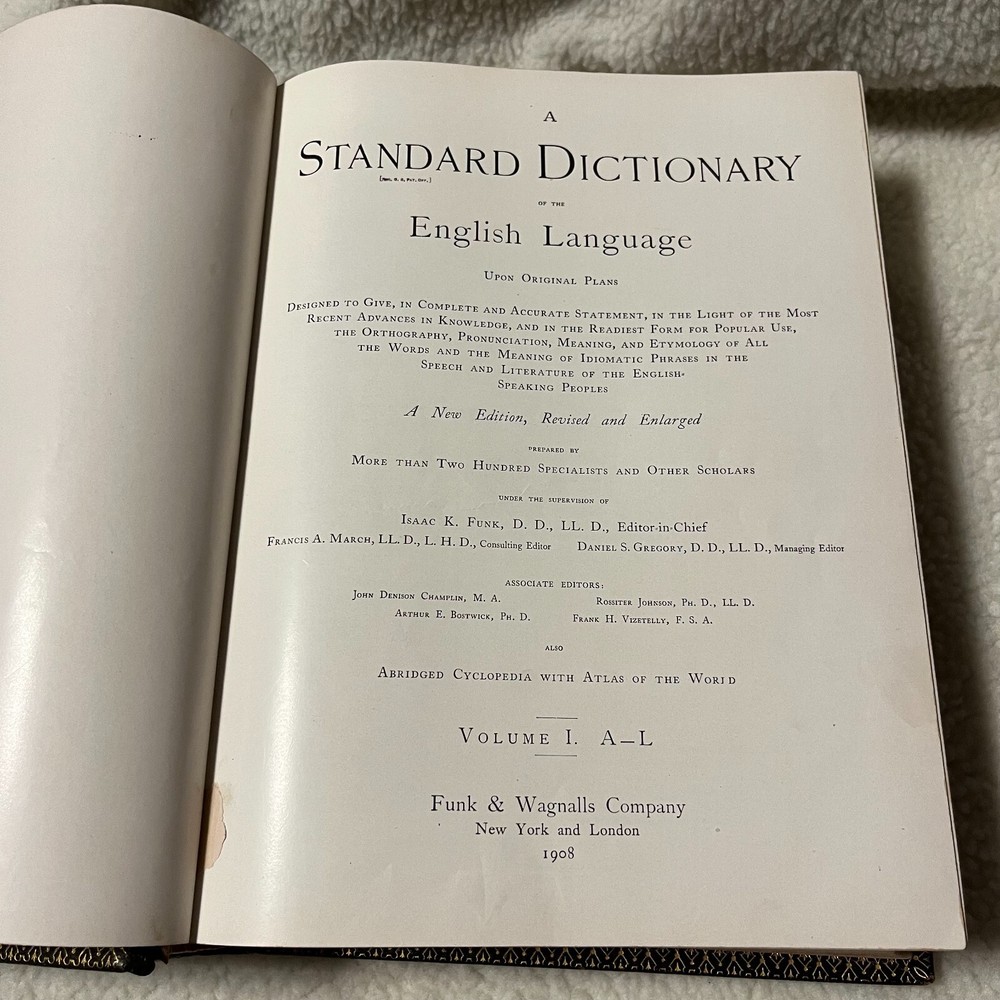 A
STANDARD DICTIONARY
[REG. U. S. PAT. OFF.]
OF THE
English Language
UPON ORIGINAL PLANS
DESIGNED TO GIVE, IN COMPLETE AND ACCURATE STATEMENT, IN THE LIGHT OF THE MOST
RECENT ADVANCES IN KNOWLEDGE, AND IN THE READIEST FORM FOR POPULAR USE,
THE ORTHOGRAPHY, PRONUNCIATION, MEANING, AND ETYMOLOGY OF ALL
THE WORDS AND THE MEANING OF IDIOMATIC PHRASES IN THE
SPEECH AND LITERATURE OF THE ENGLISH-
SPEAKING PEOPLES
A New Edition, Revised and Enlarged
PREPARED BY
MORE THAN TWO HUNDRED SPECIALISTS AND OTHER SCHOLARS
UNDER THE SUPERVISION OF
ISAAC K. FUNK, D. D., LL. D., Editor-in-Chief
FRANCIS A. MARCH, LL. D., L. H. D., Consulting Editor DANIEL S. GREGORY, D. D., LL. D., Managing Editor
ASSOCIATE EDITORS:
JOHN DENISON CHAMPLIN, M. A. ROSSITER JOHNSON, PH. D., LL. D.
ARTHUR E. BOSTWICK, PH. D. FRANK H. VIZETELLY, F. S. A.
ALSO
ABRIDGED CYCLOPEDIA WITH ATLAS OF THE WORLD
VOLUME I. A–L
Funk & Wagnalls Company
New York and London
1908